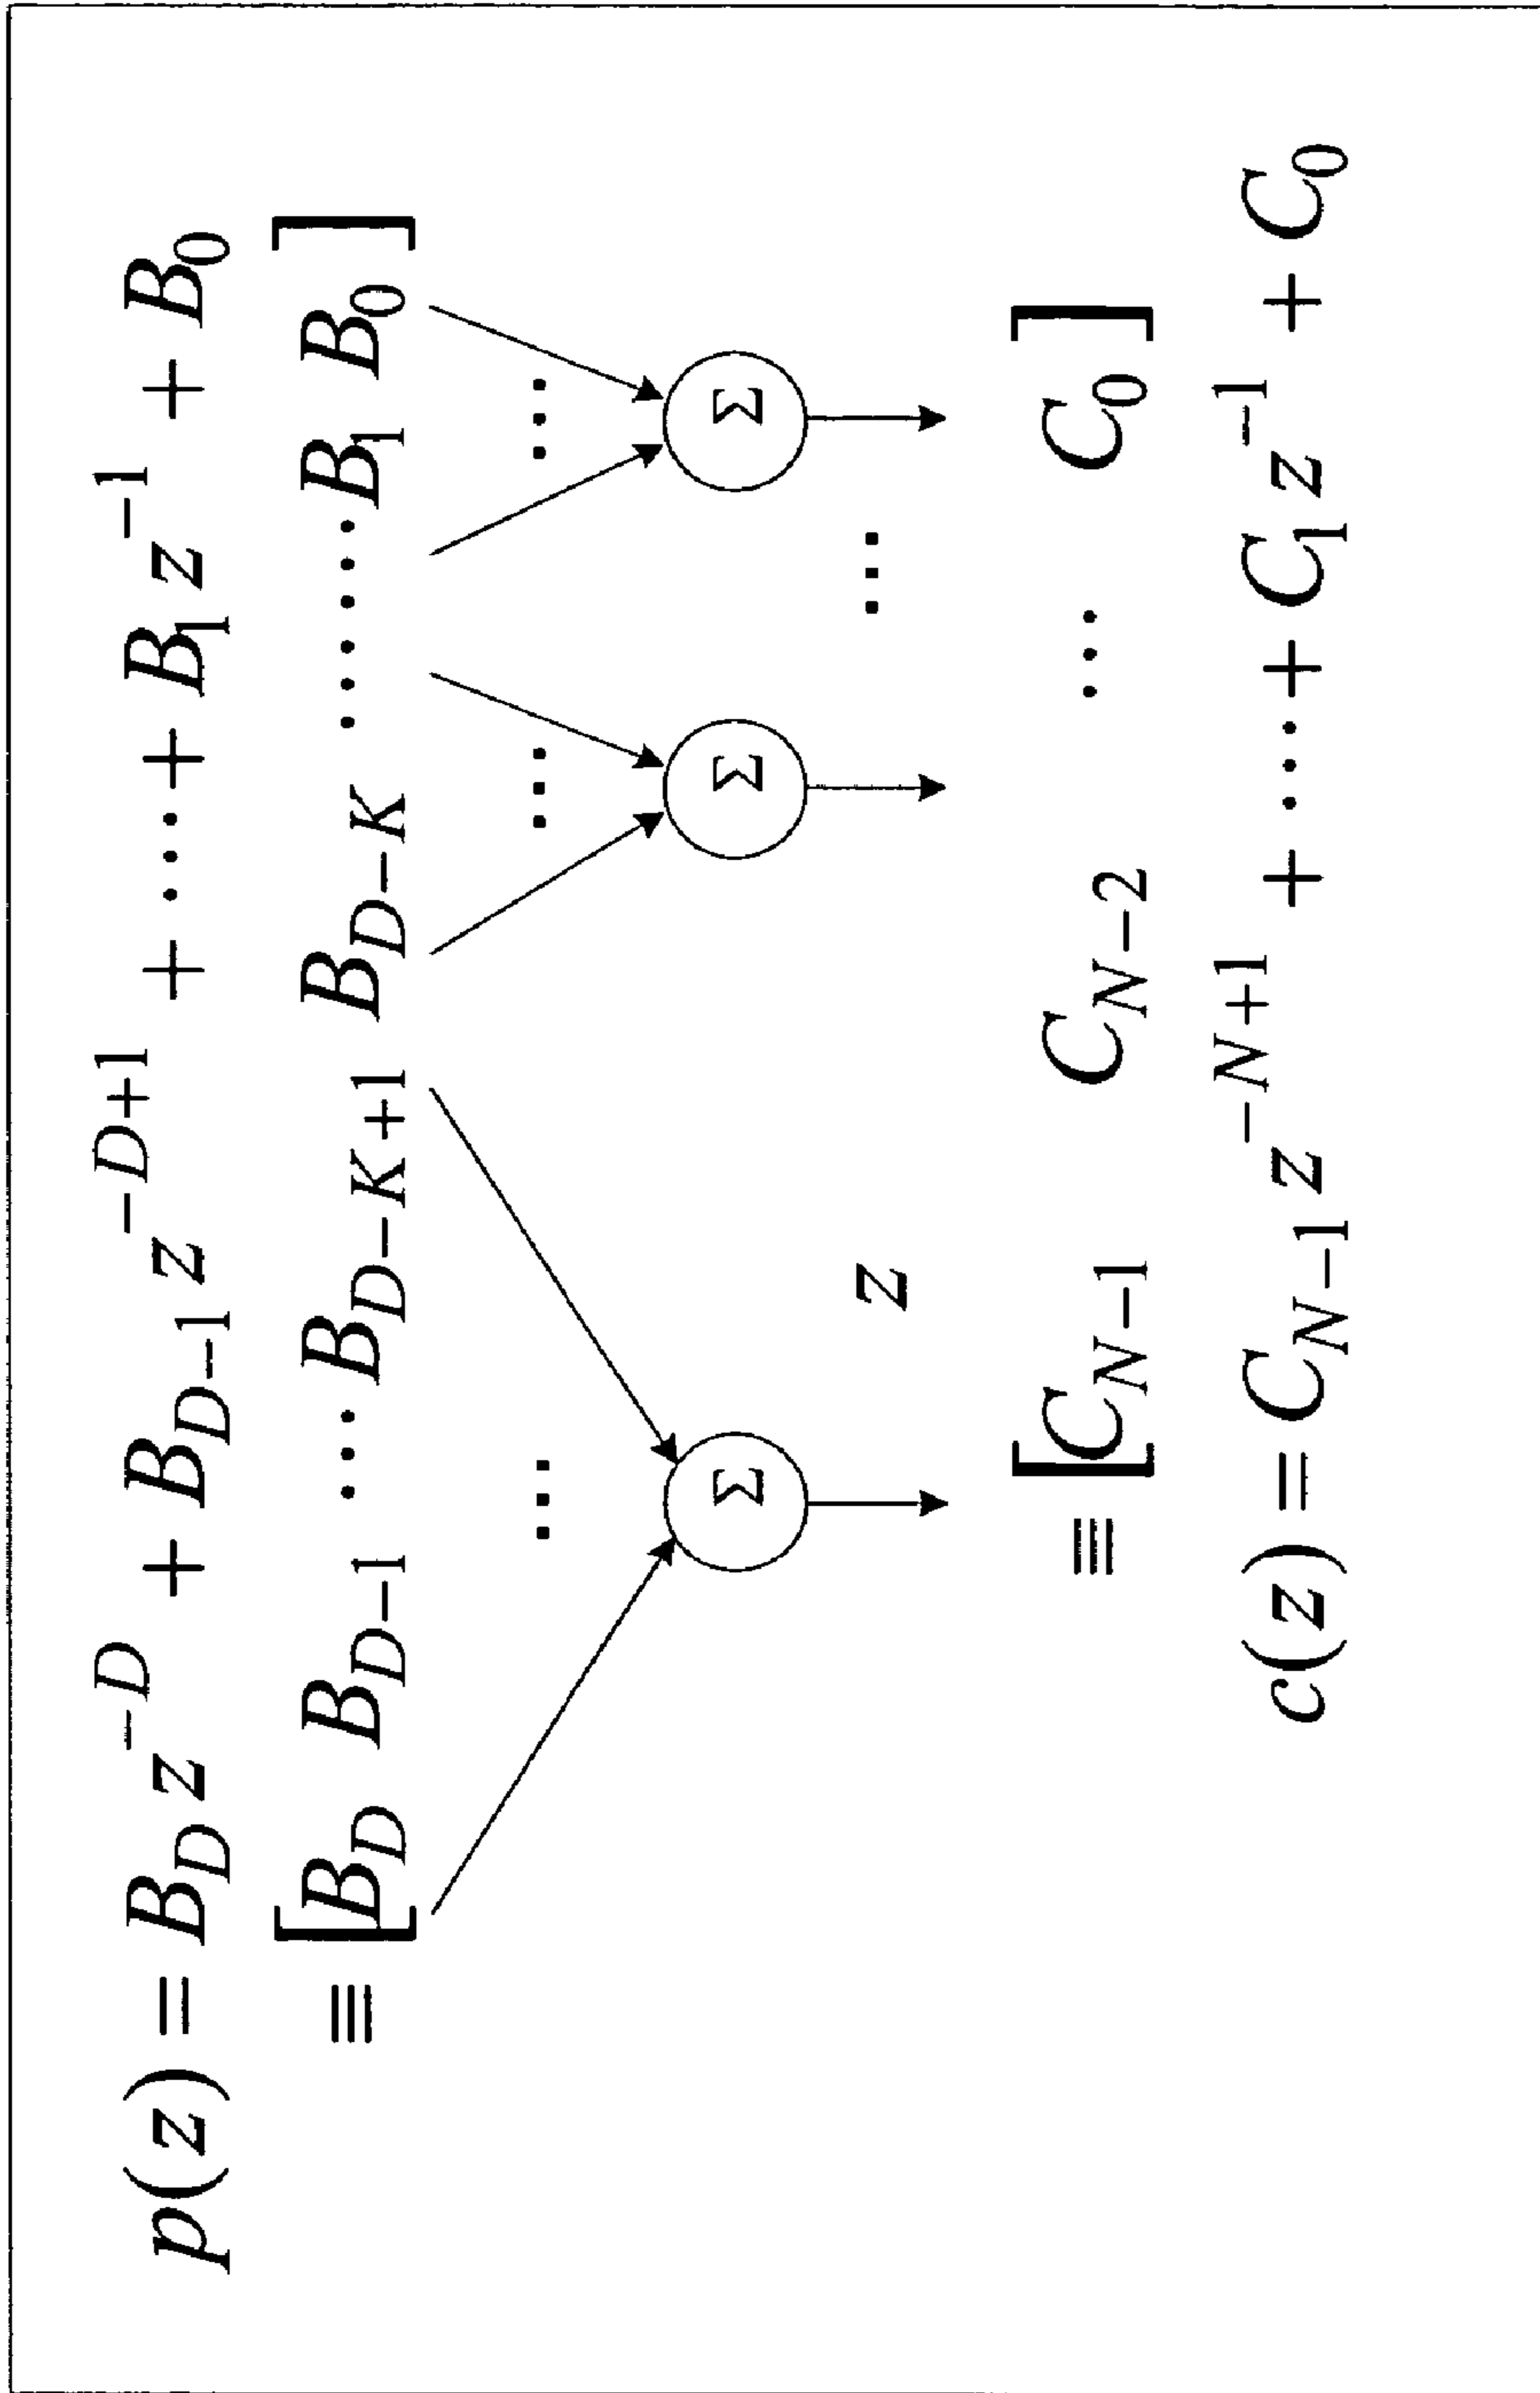 p(z) = B_D z^{-D} + B_{D-1} z^{-D+1} + ... + B_1 z^{-1} + B_0
≡ [B_D B_{D-1} ... B_{D-K+1} B_{D-K} ... ... B_1 B_0]
... ... ...
Σ Σ Σ
z ...
≡ [C_{N-1} C_{N-2} ... C_0]
c(z) = C_{N-1} z^{-N+1} + ... + C_1 z^{-1} + C_0